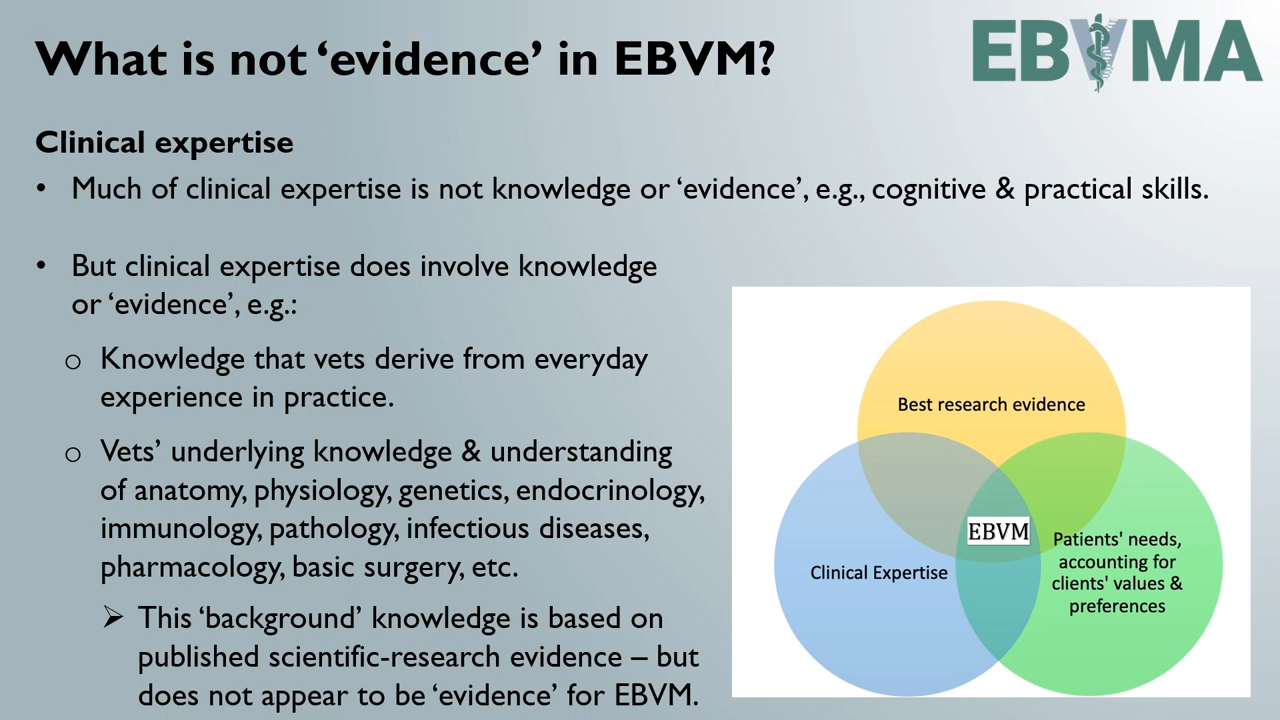 What is not ‘evidence’ in EBVM?
EBVMA
Clinical expertise
• Much of clinical expertise is not knowledge or ‘evidence’, e.g., cognitive & practical skills.
• But clinical expertise does involve knowledge
or ‘evidence’, e.g.:
o Knowledge that vets derive from everyday
experience in practice.
o Vets’ underlying knowledge & understanding
of anatomy, physiology, genetics, endocrinology,
immunology, pathology, infectious diseases,
pharmacology, basic surgery, etc.
➢ This ‘background’ knowledge is based on
published scientific-research evidence – but
does not appear to be ‘evidence’ for EBVM.
Best research evidence
EBVM
Clinical Expertise
Patients' needs,
accounting for
clients' values &
preferences